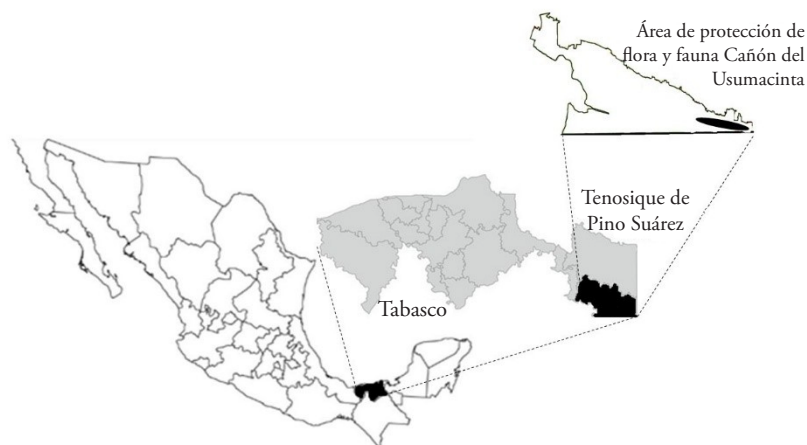 Área de protección de
flora y fauna Cañón del
Usumacinta
Tenosique de
Pino Suárez
Tabasco